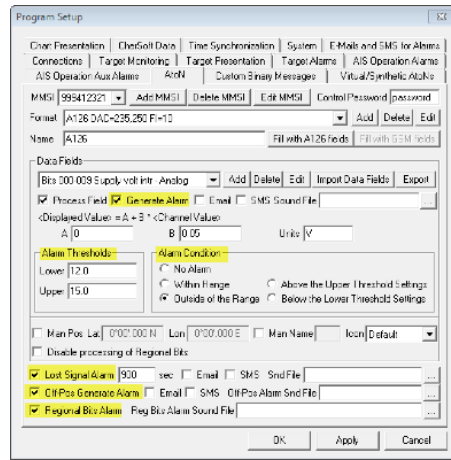 Program Setup
Chart Presentation CherSoft Data Time Synchronization System E-Mails and SMS for Alarms
Connections Target Monitoring Target Presentation Target Alarms AIS Operation Alarms
AIS Operation Aux Alarms AtoN Custom Binary Messages Virtual/Synthetic AtoNs
MMSI 999412321 Add MMSI Delete MMSI Edit MMSI Control Password password
Format A126 DAC=235,250 FI=10 Add Delete Edit
Name A126 Fill with A126 fields Fill with GSM fields
Data Fields
Bits 000-009 Supply volt intr - Analog Add Delete Edit Import Data Fields Export
Process Field Generate Alarm Email SMS Sound File ...
<Displayed Value> = A + B * <Channel Value>
A 0 B 0.05 Units V
Alarm Thresholds Alarm Condition
Lower 12.0 No Alarm
Within Range Above the Upper Threshold Settings
Upper 15.0 Outside of the Range Below the Lower Threshold Settings
Man Pos Lat 0°00'.000 N Lon 0°00'.000 E Man Name Icon Default
Disable processing of Regional Bits
Lost Signal Alarm 900 sec Email SMS Snd File ...
Off-Pos Generate Alarm Email SMS Off-Pos Alarm Snd File ...
Regional Bits Alarm Reg Bits Alarm Sound File ...
OK Apply Cancel